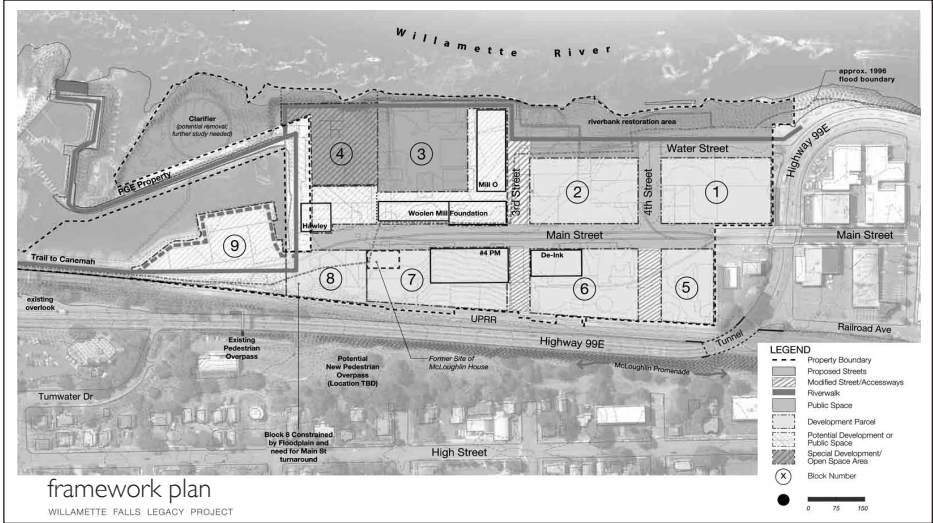 Willamette River
approx. 1996
flood boundary
Clarifier
(potential removal;
further study needed)
riverbank restoration area
Highway 99E
PGE Property
4
3
Mill O
3rd Street
Water Street
2
4th Street
1
Hawley
Woolen Mill Foundation
Main Street
Main Street
9
Trail to Canemah
8
7
#4 PM
De-Ink
6
5
existing
overlook
UPRR
Highway 99E
Tunnel
Railroad Ave
Existing
Pedestrian
Overpass
Potential
New Pedestrian
Overpass
(Location TBD)
Former Site of
McLoughlin House
McLoughlin Promenade
Tumwater Dr
Block 8 Constrained
by Floodplain and
need for Main St
turnaround
High Street
LEGEND
Property Boundary
Proposed Streets
Modified Street/Accessways
Riverwalk
Public Space
Development Parcel
Potential Development or
Public Space
Special Development/
Open Space Area
X Block Number
0 75 150
framework plan
WILLAMETTE FALLS LEGACY PROJECT